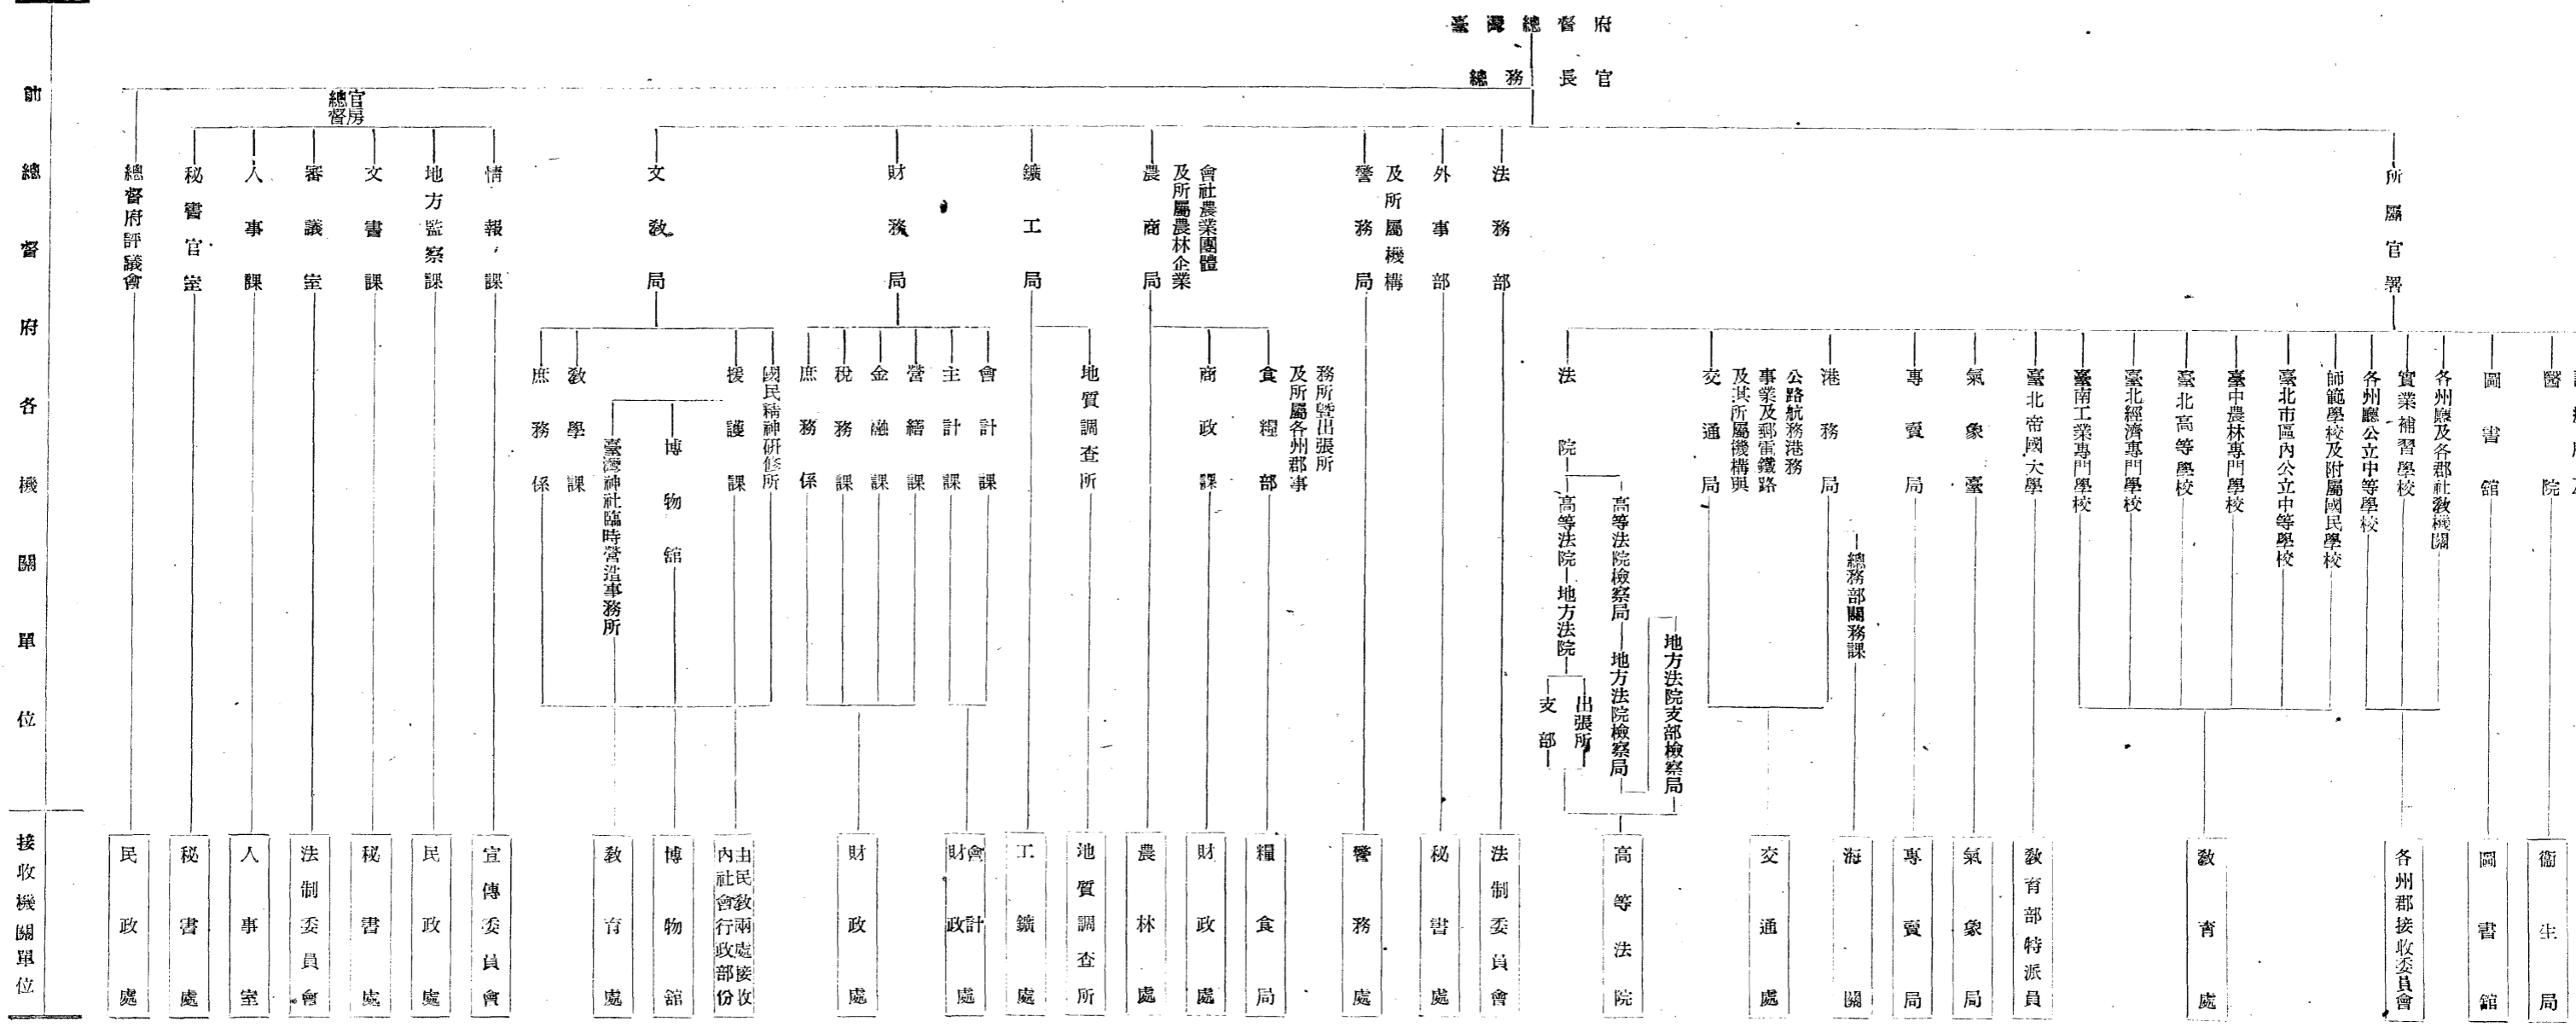 臺灣總督府
總務長官
前總督府各機關單位
總督官房
總督府評議會
秘書官室
人事課
審議室
文書課
地方監察課
情報課
文教局
財務局
鑛工局
農商局
及所屬農林企業
會社農業團體
警務局
及所屬機構
外事部
法務部
所屬官署
庶務係
教學課
臺灣神社臨時營造事務所
博物館
援護課
國民精神研修所
庶務係
稅務課
金融課
營繕課
主計課
會計課
地質調查所
商政課
食糧部
及所屬各州郡事
務所曁出張所
法院
高等法院
地方法院
支部
出張所
高等法院檢察局
地方法院檢察局
地方法院支部檢察局
交通局
及其所屬機構與
事業及郵電鐵路
公路航務港務
港務局
總務部關務課
專賣局
氣象臺
臺北帝國大學
臺南工業專門學校
臺北經濟專門學校
臺北高等學校
臺中農林專門學校
臺北市區內公立中等學校
師範學校及附屬國民學校
各州廳公立中等學校
實業補習學校
各州廳及各郡社教機關
圖書館
醫院
接收機關單位
民政處
秘書處
人事室
法制委員會
秘書處
民政處
宣傳委員會
教育處
博物館
由民教兩處接收
內社會行政部份
財政處
財政會計處
工鑛處
地質調查所
農林處
財政處
糧食局
警務處
秘書處
法制委員會
高等法院
交通處
海關
專賣局
氣象局
教育部特派員
教育處
各州郡接收委員會
圖書館
衞生局